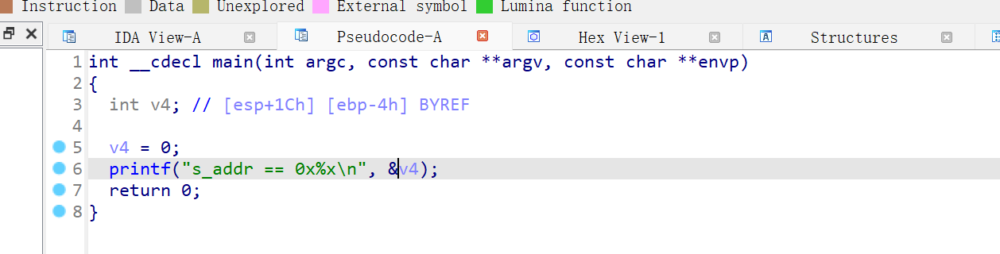 Instruction Data Unexplored External symbol Lumina function
IDA View-A Pseudocode-A Hex View-1 Structures
1 int __cdecl main(int argc, const char **argv, const char **envp)
2 {
3   int v4; // [esp+1Ch] [ebp-4h] BYREF
4
5   v4 = 0;
6   printf("s_addr == 0x%x\n", &v4);
7   return 0;
8 }